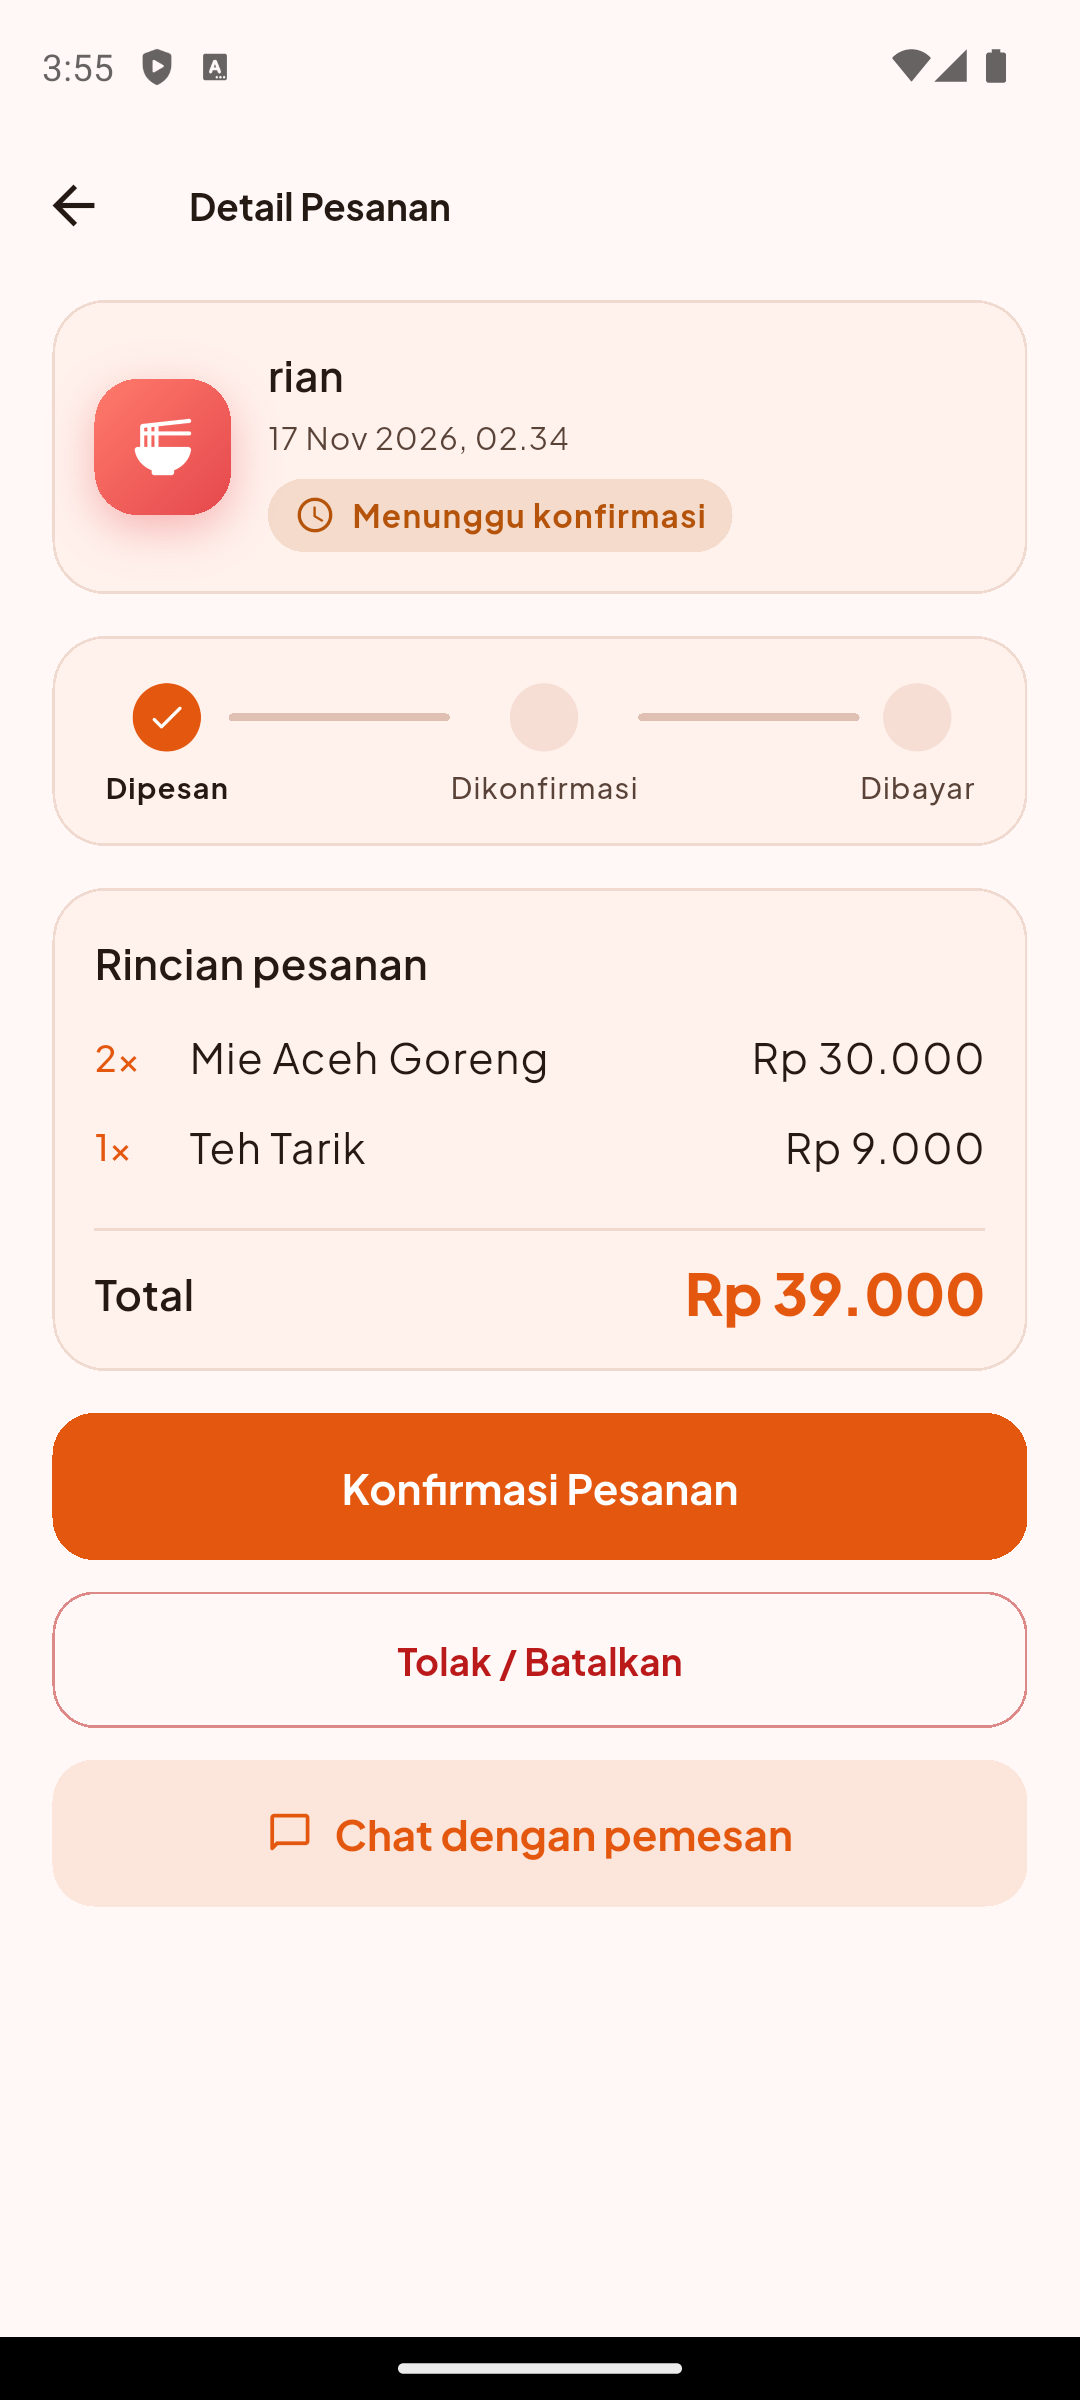 3:55
Detail Pesanan
rian
17 Nov 2026, 02.34
Menunggu konfirmasi
Dipesan
Dikonfirmasi
Dibayar
Rincian pesanan
2× Mie Aceh Goreng Rp 30.000
1× Teh Tarik Rp 9.000
Total Rp 39.000
Konfirmasi Pesanan
Tolak / Batalkan
Chat dengan pemesan